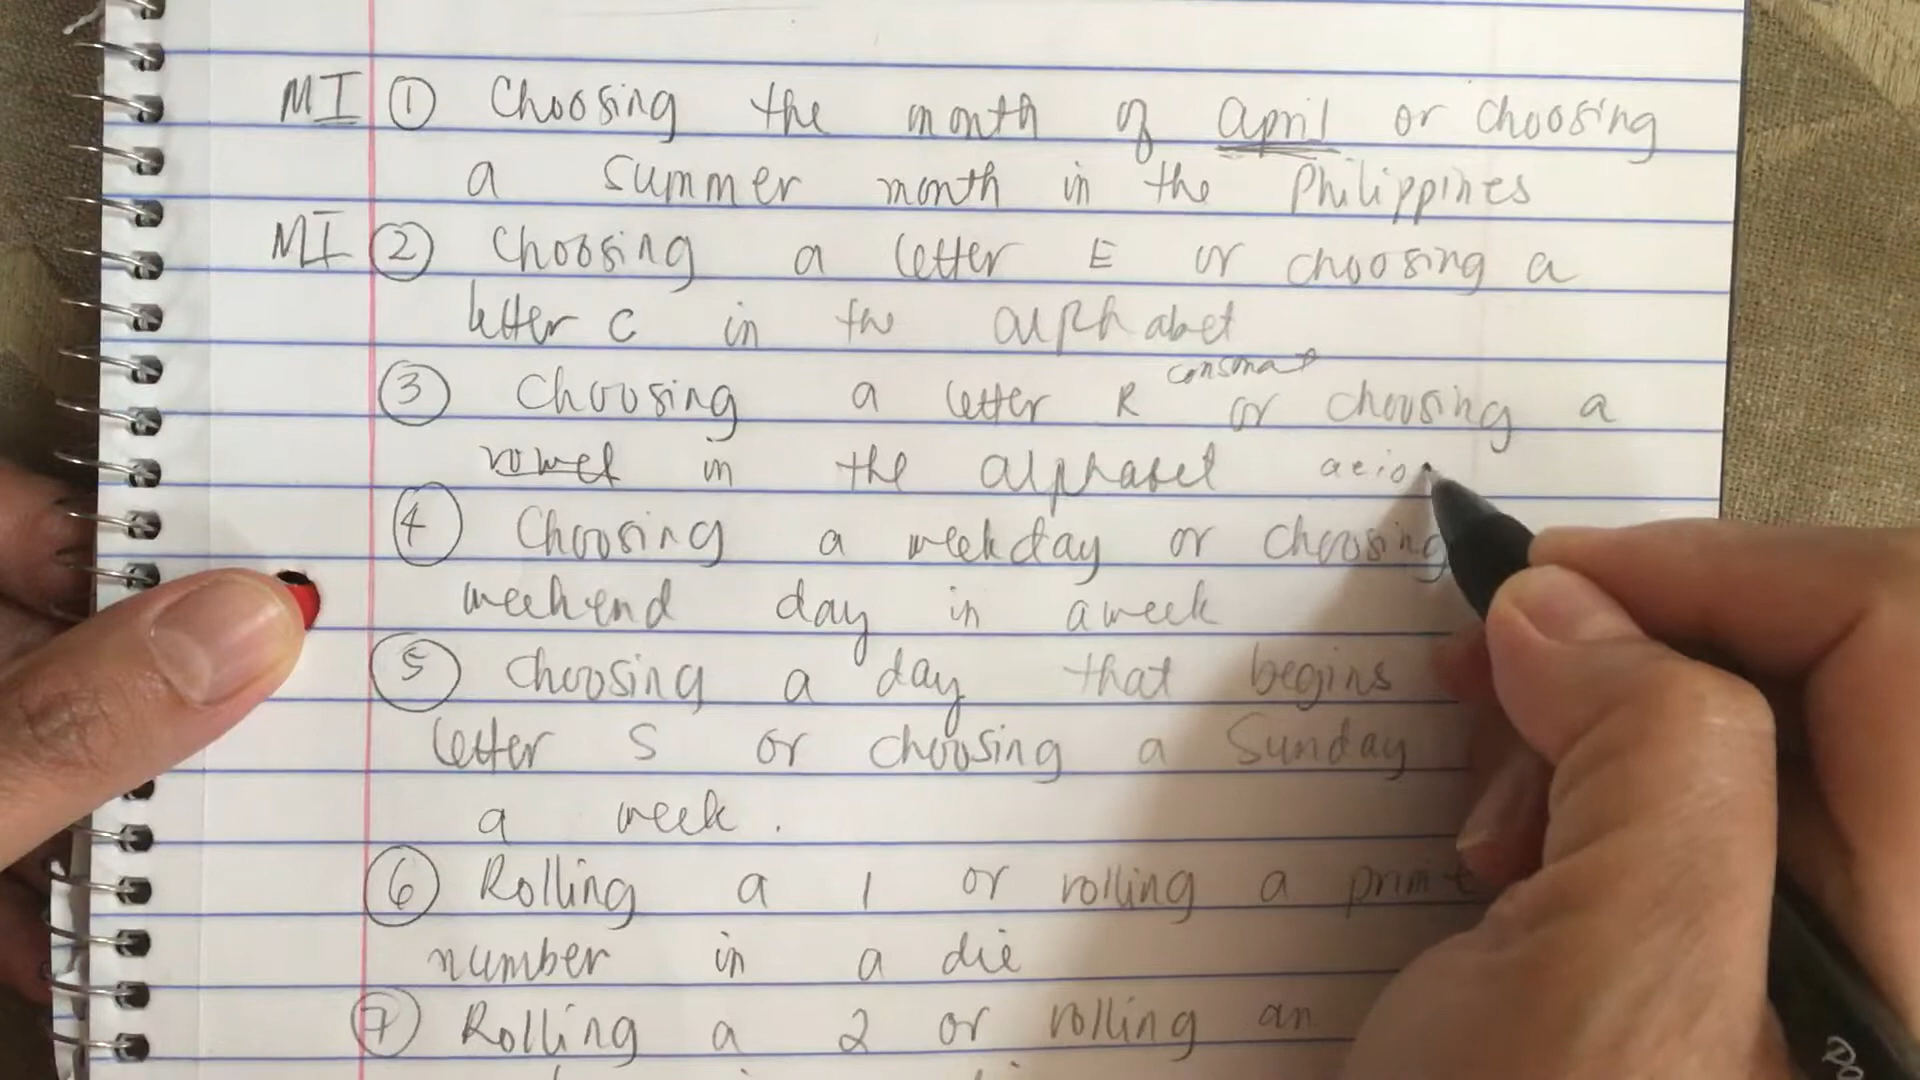 MI ① Choosing the month of april or choosing
a summer month in the Philippines
MI ② Choosing a letter E or choosing a
letter C in the alphabet
consonat
③ Choosing a letter R or choosing a
vowel in the alphabet aeio
④ Choosing a weekday or choosing
weekend day in a week
⑤ Choosing a day that begins
letter S or choosing a Sunday
a week.
⑥ Rolling a 1 or rolling a prime
number in a die
⑦ Rolling a 2 or rolling an